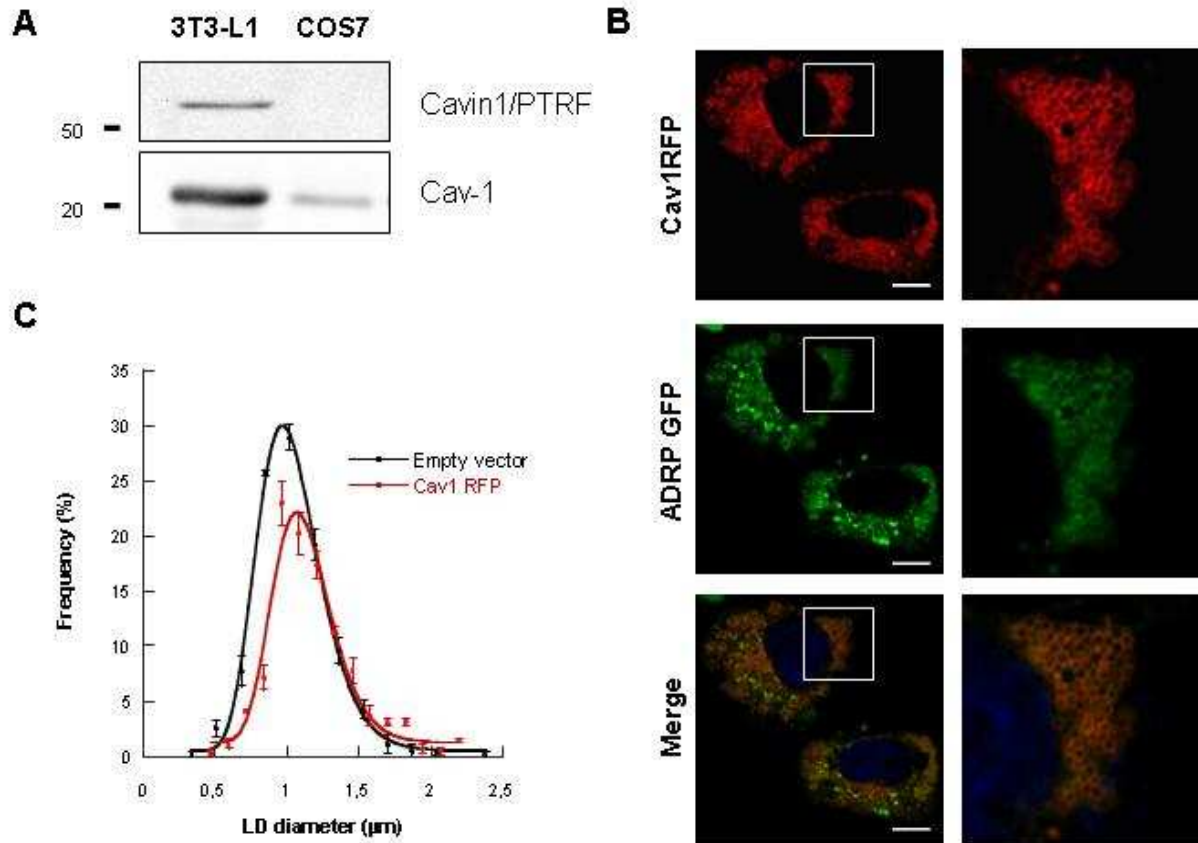 A
3T3-L1 COS7
Cavin1/PTRF
50
Cav-1
20
B
Cav1RFP
ADRP GFP
Merge
C
35
30
25
20
15
10
5
0
Frequency (%)
Empty vector
Cav1 RFP
0 0,5 1 1,5 2 2,5
LD diameter (µm)